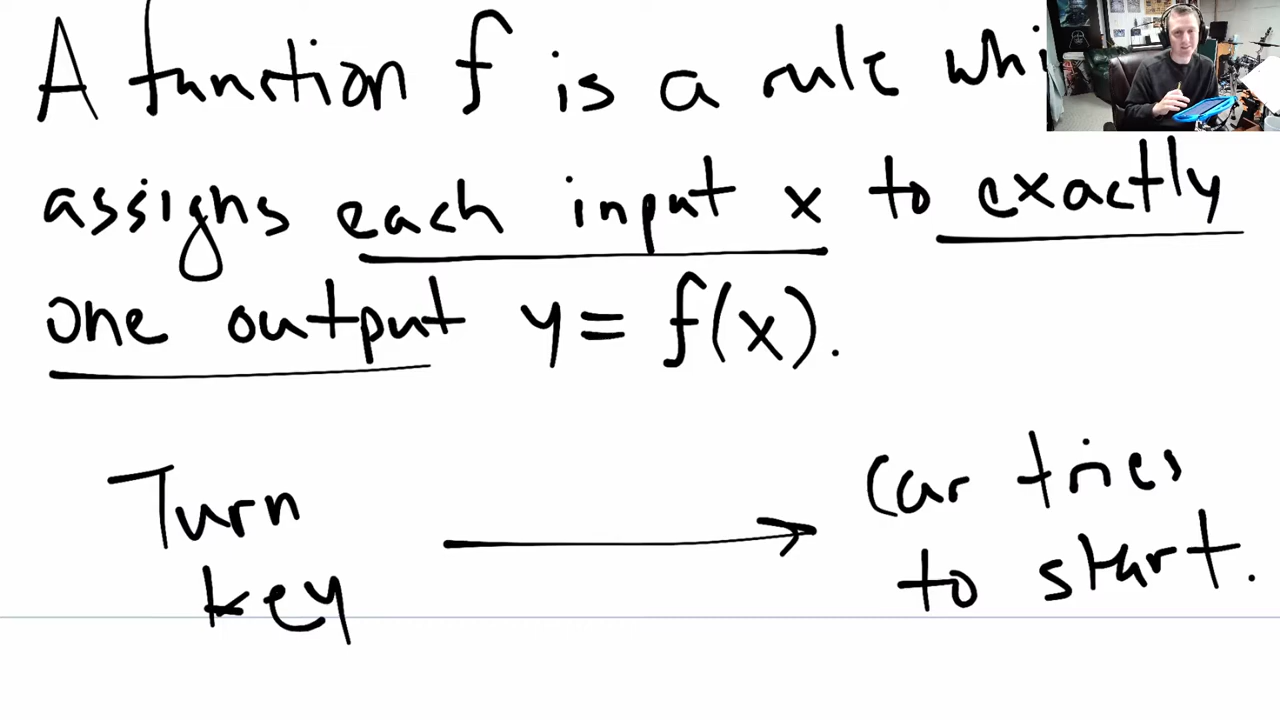 A function f is a rule whi
assigns each input x to exactly
one output y = f(x).
Turn
key
Car tries
to start.